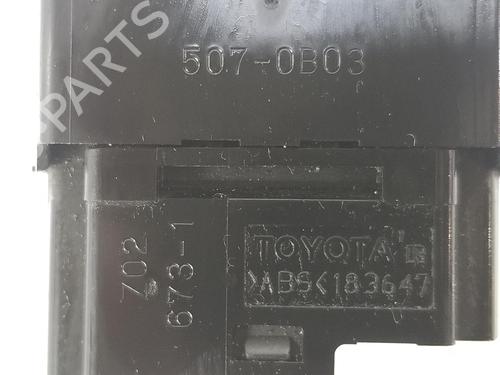 PARTS
507-0B03
702
673-1
TOYOTA
>ABS< 183647